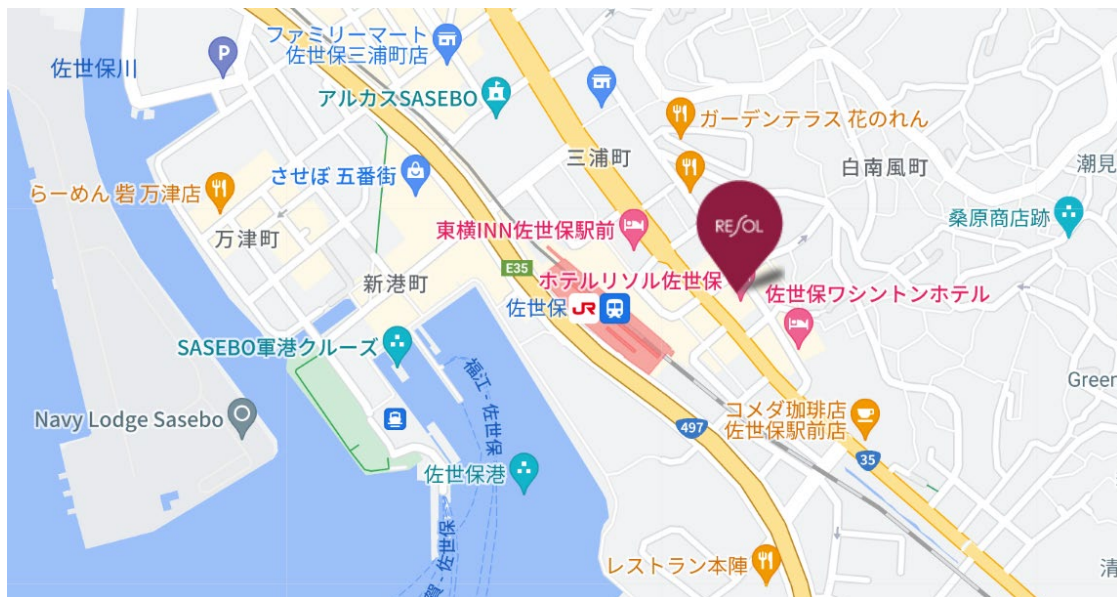 ファミリーマート
佐世保三浦町店
佐世保川
P
アルカスSASEBO
ガーデンテラス 花のれん
三浦町
白南風町
潮見
させぼ 五番街
らーめん 砦 万津店
桑原商店跡
RESOL
東横INN佐世保駅前
万津町
E35
ホテルリソル佐世保
新港町
佐世保ワシントンホテル
佐世保 JR
SASEBO軍港クルーズ
福江 - 佐世保
Green
Navy Lodge Sasebo
コメダ珈琲店
佐世保駅前店
497
35
佐世保港
賀 - 佐世保
レストラン本陣
清